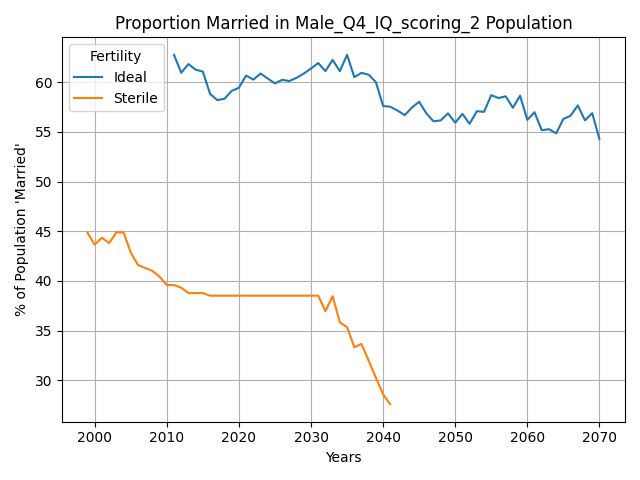 Proportion Married in Male_Q4_IQ_scoring_2 Population
Fertility
Ideal
Sterile
% of Population 'Married'
60
55
50
45
40
35
30
2000
2010
2020
2030
2040
2050
2060
2070
Years